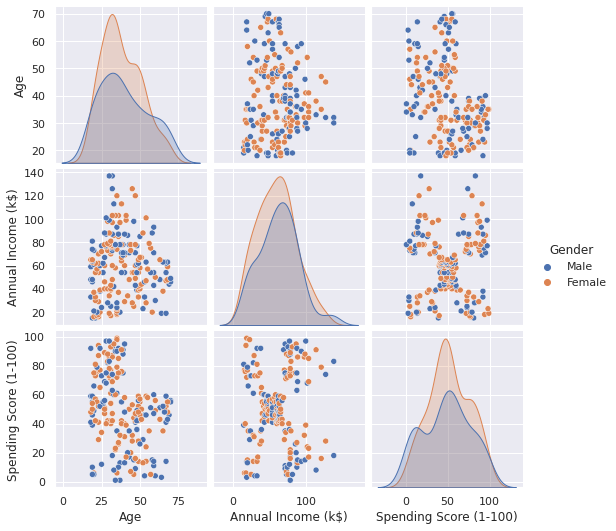 70
60
50
40
30
20
Age
140
120
100
80
60
40
20
Annual Income (k$)
Gender
Male
Female
100
80
60
40
20
0
Spending Score (1-100)
0 25 50 75
0 100
0 50 100
Age Annual Income (k$) Spending Score (1-100)